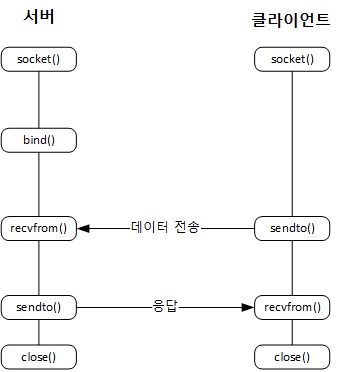 서버 클라이언트
socket() socket()
bind()
recvfrom() 데이터 전송 sendto()
sendto() 응답 recvfrom()
close() close()